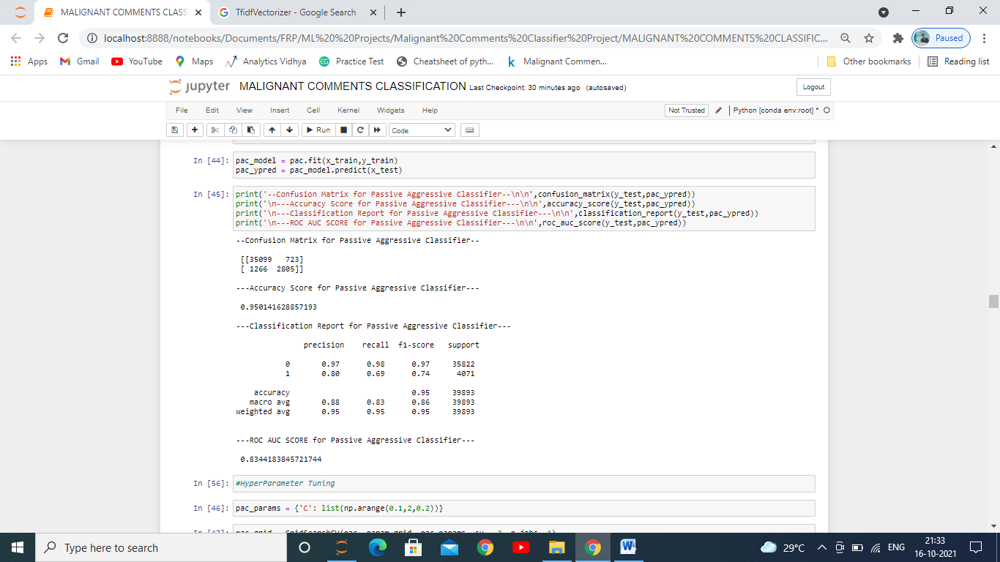 MALIGNANT COMMENTS CLASS
TfidfVectorizer - Google Search
localhost:8888/notebooks/Documents/FRP/ML%20%20Projects/Malignant%20Comments%20Classifier%20Project/MALIGNANT%20COMMENTS%20CLASSIFIC...
Paused
Apps Gmail YouTube Maps Analytics Vidhya Practice Test Cheatsheet of pyth... Malignant Commen... Other bookmarks Reading list
jupyter MALIGNANT COMMENTS CLASSIFICATION Last Checkpoint: 30 minutes ago (autosaved) Logout
File Edit View Insert Cell Kernel Widgets Help Not Trusted Python [conda env:root] *
Run Code
In [44]: pac_model = pac.fit(x_train,y_train)
pac_ypred = pac_model.predict(x_test)
In [45]: print('--Confusion Matrix for Passive Aggressive Classifier--\n\n',confusion_matrix(y_test,pac_ypred))
print('\n---Accuracy Score for Passive Aggressive Classifier---\n\n',accuracy_score(y_test,pac_ypred))
print('\n---Classification Report for Passive Aggressive Classifier---\n\n',classification_report(y_test,pac_ypred))
print('\n---ROC AUC SCORE for Passive Aggressive Classifier---\n\n',roc_auc_score(y_test,pac_ypred))
--Confusion Matrix for Passive Aggressive Classifier--
[[35099 723]
[ 1266 2805]]
---Accuracy Score for Passive Aggressive Classifier---
0.950141628857193
---Classification Report for Passive Aggressive Classifier---
precision recall f1-score support
0 0.97 0.98 0.97 35822
1 0.80 0.69 0.74 4071
accuracy 0.95 39893
macro avg 0.88 0.83 0.86 39893
weighted avg 0.95 0.95 0.95 39893
---ROC AUC SCORE for Passive Aggressive Classifier---
0.8344183845721744
In [56]: #HyperParameter Tuning
In [46]: pac_params = {'C': list(np.arange(0.1,2,0.2))}
Type here to search
29°C ENG 21:33
16-10-2021